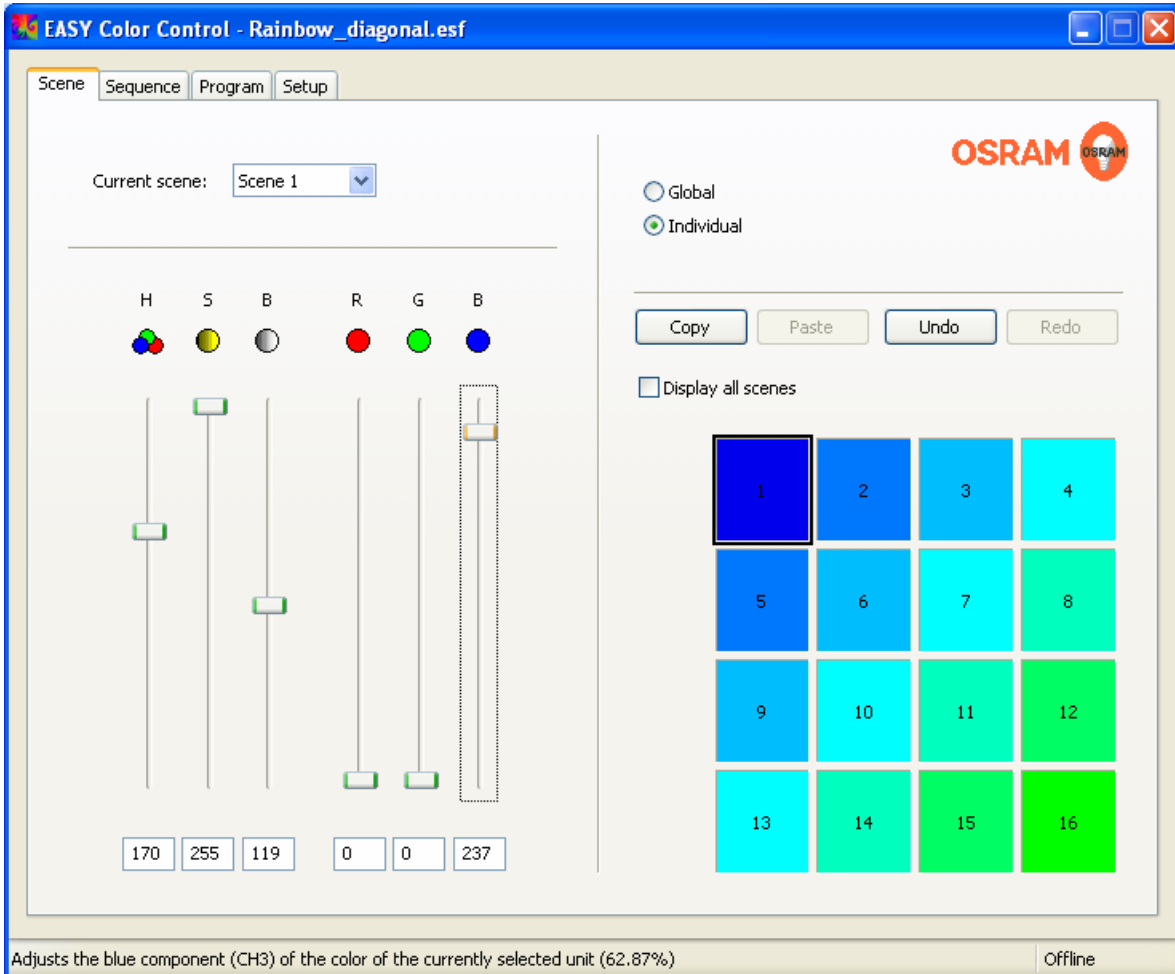 EASY Color Control - Rainbow_diagonal.esf
Scene Sequence Program Setup
OSRAM OSRAM
Current scene: Scene 1
Global
Individual
H S B R G B
Copy Paste Undo Redo
Display all scenes
1 2 3 4
5 6 7 8
9 10 11 12
13 14 15 16
170 255 119 0 0 237
Adjusts the blue component (CH3) of the color of the currently selected unit (62.87%) Offline